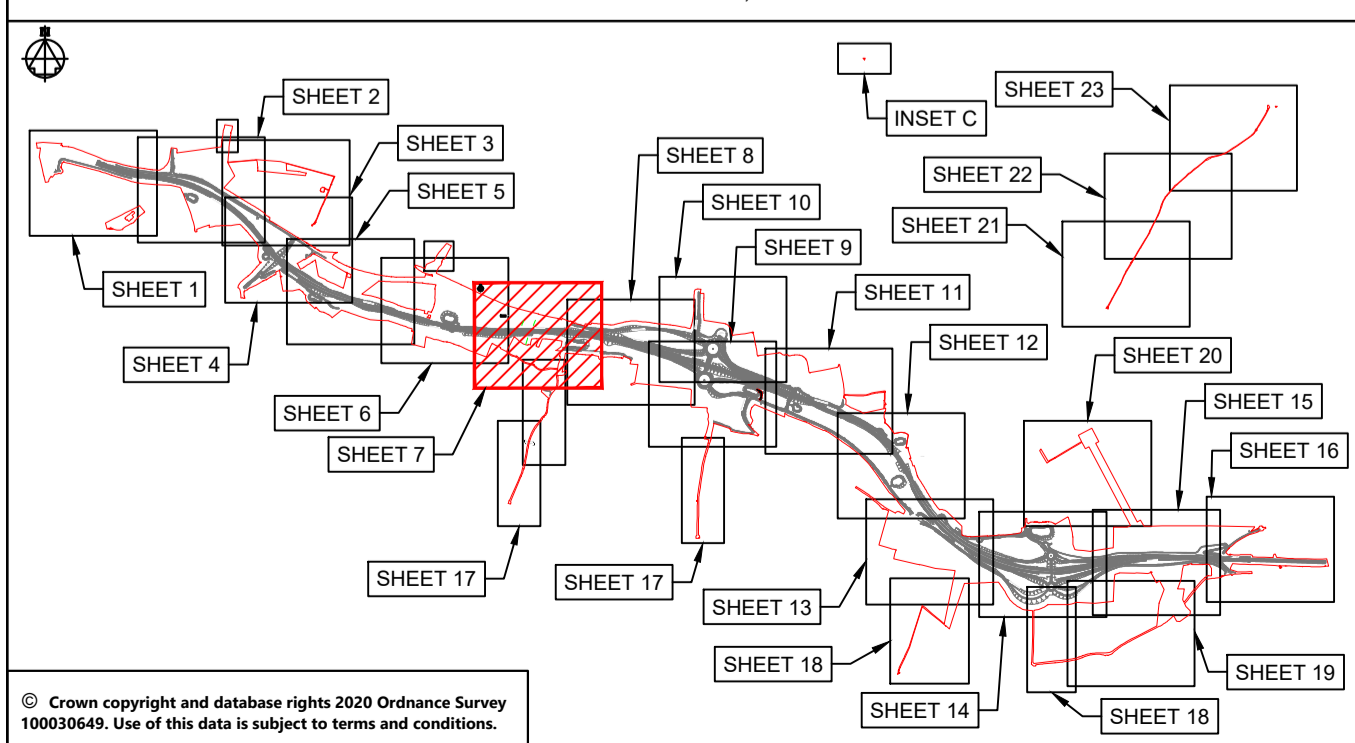 SHEET 2
INSET C
SHEET 23
SHEET 3
SHEET 8
SHEET 22
SHEET 5
SHEET 10
SHEET 21
SHEET 9
SHEET 1
SHEET 11
SHEET 12
SHEET 4
SHEET 20
SHEET 6
SHEET 15
SHEET 7
SHEET 16
SHEET 17
SHEET 17
SHEET 13
SHEET 18
SHEET 19
SHEET 14
SHEET 18
© Crown copyright and database rights 2020 Ordnance Survey
100030649. Use of this data is subject to terms and conditions.